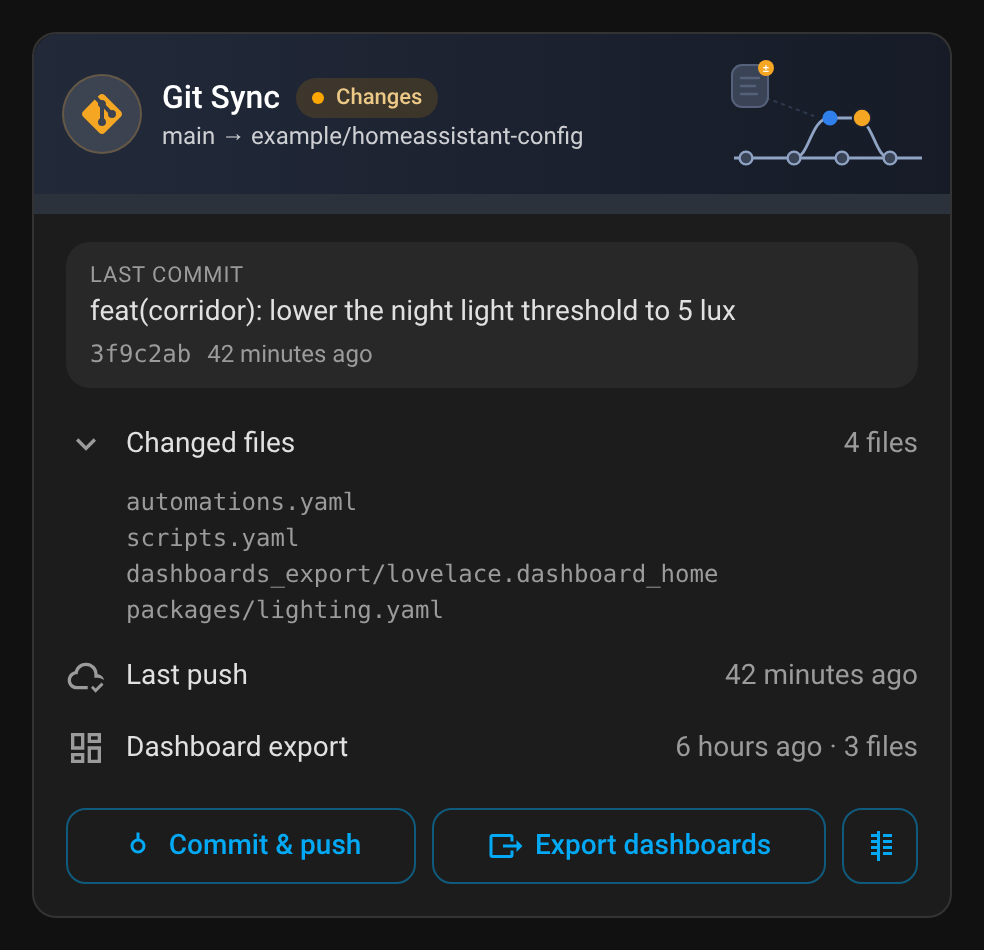 Git Sync
Changes
main → example/homeassistant-config
LAST COMMIT
feat(corridor): lower the night light threshold to 5 lux
3f9c2ab 42 minutes ago
Changed files 4 files
automations.yaml
scripts.yaml
dashboards_export/lovelace.dashboard_home
packages/lighting.yaml
Last push 42 minutes ago
Dashboard export 6 hours ago · 3 files
Commit & push
Export dashboards